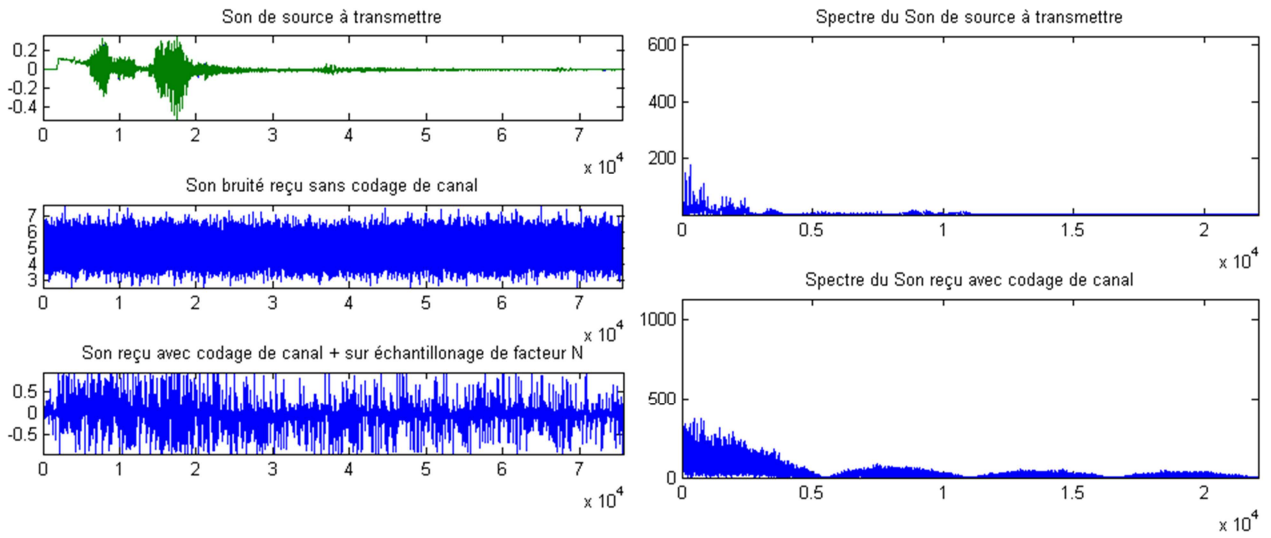 Son de source à transmettre
0.2
0
-0.2
-0.4
0 1 2 3 4 5 6 7
x 10^4
Son bruité reçu sans codage de canal
7
6
5
4
3
0 1 2 3 4 5 6 7
x 10^4
Son reçu avec codage de canal + sur échantillonage de facteur N
0.5
0
-0.5
0 1 2 3 4 5 6 7
x 10^4
Spectre du Son de source à transmettre
600
400
200
0 0.5 1 1.5 2
x 10^4
Spectre du Son reçu avec codage de canal
1000
500
0
0 0.5 1 1.5 2
x 10^4